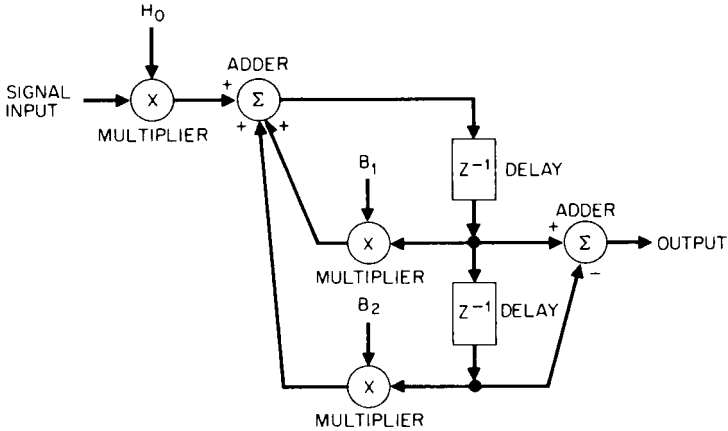 H₀
ADDER
SIGNAL
INPUT
X
+
Σ
+
+
MULTIPLIER
Z⁻¹
DELAY
B₁
ADDER
X
+
Σ
OUTPUT
−
MULTIPLIER
B₂
Z⁻¹
DELAY
X
MULTIPLIER